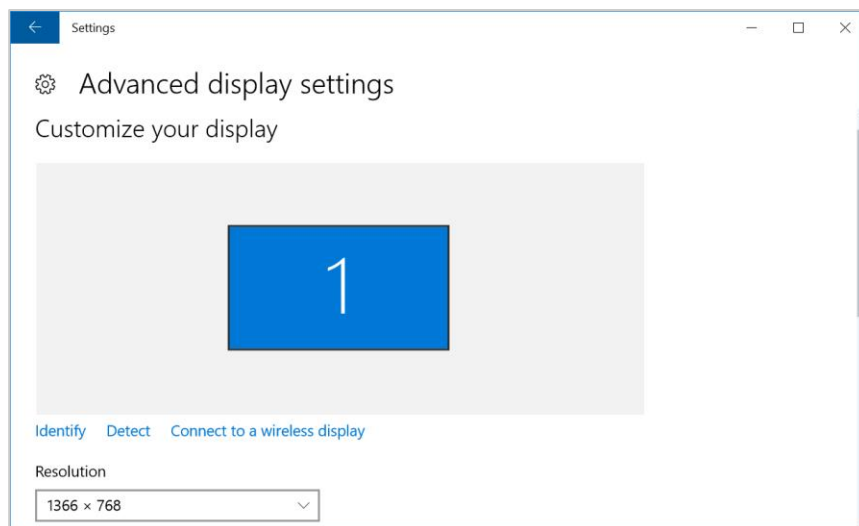 Settings
Advanced display settings
Customize your display
1
Identify Detect Connect to a wireless display
Resolution
1366 × 768